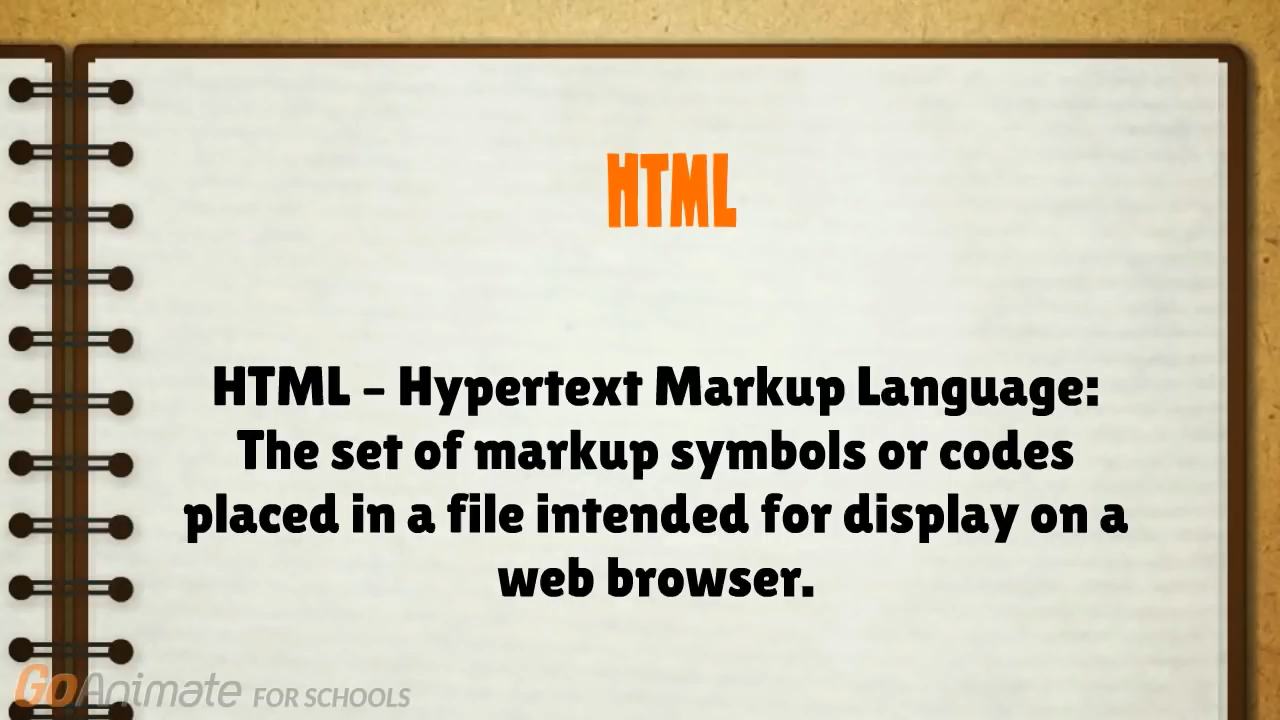 HTML
HTML – Hypertext Markup Language:
The set of markup symbols or codes
placed in a file intended for display on a
web browser.
GoAnimate FOR SCHOOLS